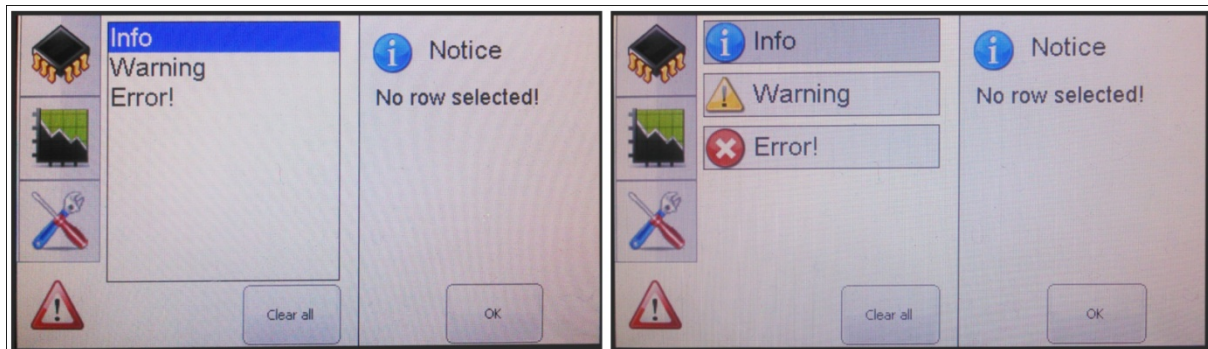 Info
Warning
Error!
Clear all
Notice
No row selected!
OK
Info
Warning
Error!
Clear all
Notice
No row selected!
OK